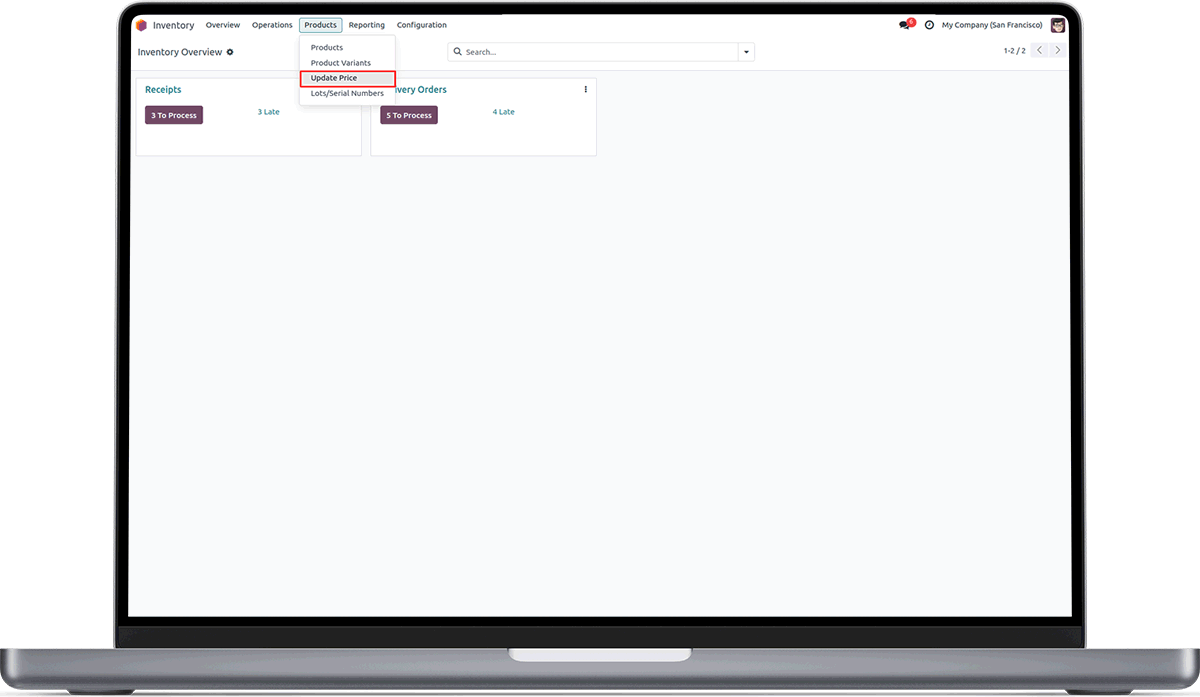 Inventory Overview Operations Products Reporting Configuration 6 My Company (San Francisco)
Inventory Overview Search... 1-2 / 2
Products
Product Variants
Update Price
Lots/Serial Numbers
Receipts
3 To Process 3 Late
very Orders
5 To Process 4 Late